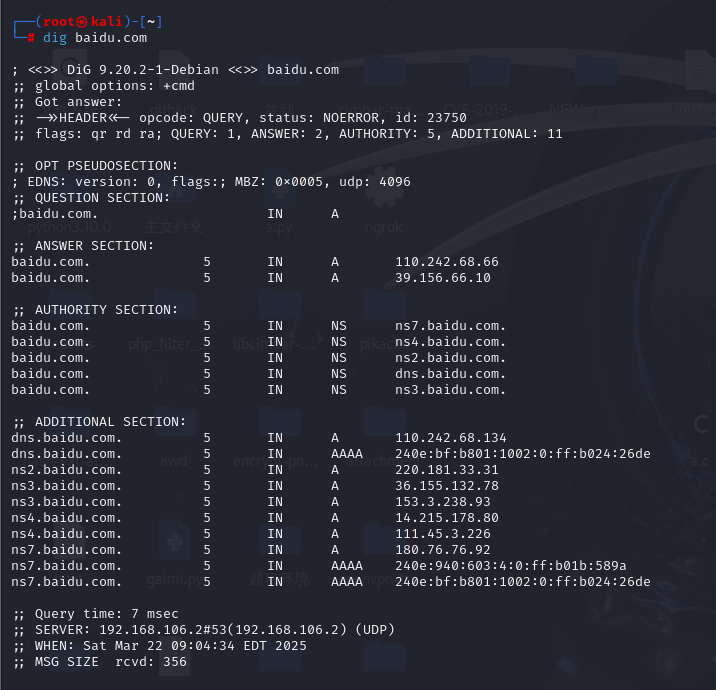 ┌──(root㉿kali)-[~]
└─# dig baidu.com
; <<>> DiG 9.20.2-1-Debian <<>> baidu.com
;; global options: +cmd
;; Got answer:
;; ->>HEADER<<- opcode: QUERY, status: NOERROR, id: 23750
;; flags: qr rd ra; QUERY: 1, ANSWER: 2, AUTHORITY: 5, ADDITIONAL: 11
;; OPT PSEUDOSECTION:
; EDNS: version: 0, flags:; MBZ: 0x0005, udp: 4096
;; QUESTION SECTION:
;baidu.com. IN A
python3.10.0 主文件夹 a.py ngrok
;; ANSWER SECTION:
baidu.com. 5 IN A 110.242.68.66
baidu.com. 5 IN A 39.156.66.10
;; AUTHORITY SECTION:
baidu.com. 5 IN NS ns7.baidu.com.
baidu.com. 5 IN NS ns4.baidu.com.
baidu.com. 5 IN NS ns2.baidu.com.
baidu.com. 5 IN NS dns.baidu.com.
baidu.com. 5 IN NS ns3.baidu.com.
;; ADDITIONAL SECTION:
dns.baidu.com. 5 IN A 110.242.68.134
dns.baidu.com. 5 IN AAAA 240e:bf:b801:1002:0:ff:b024:26de
ns2.baidu.com. 5 IN A 220.181.33.31
ns3.baidu.com. 5 IN A 36.155.132.78
ns3.baidu.com. 5 IN A 153.3.238.93
ns4.baidu.com. 5 IN A 14.215.178.80
ns4.baidu.com. 5 IN A 111.45.3.226
ns7.baidu.com. 5 IN A 180.76.76.92
ns7.baidu.com. 5 IN AAAA 240e:940:603:4:0:ff:b01b:589a
ns7.baidu.com. 5 IN AAAA 240e:bf:b801:1002:0:ff:b024:26de
;; Query time: 7 msec
;; SERVER: 192.168.106.2#53(192.168.106.2) (UDP)
;; WHEN: Sat Mar 22 09:04:34 EDT 2025
;; MSG SIZE rcvd: 356